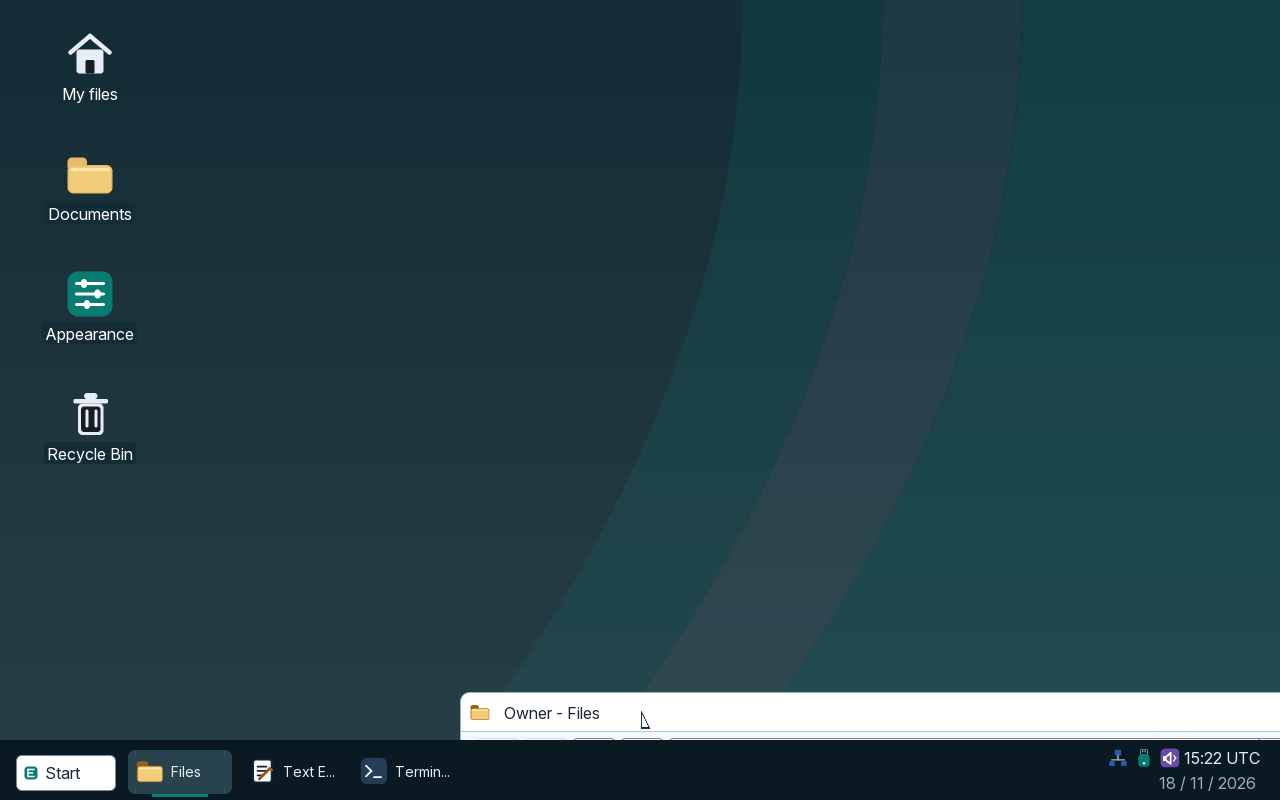 My files
Documents
Appearance
Recycle Bin
Owner - Files
Start
Files
Text E...
Termin...
15:22 UTC
18 / 11 / 2026